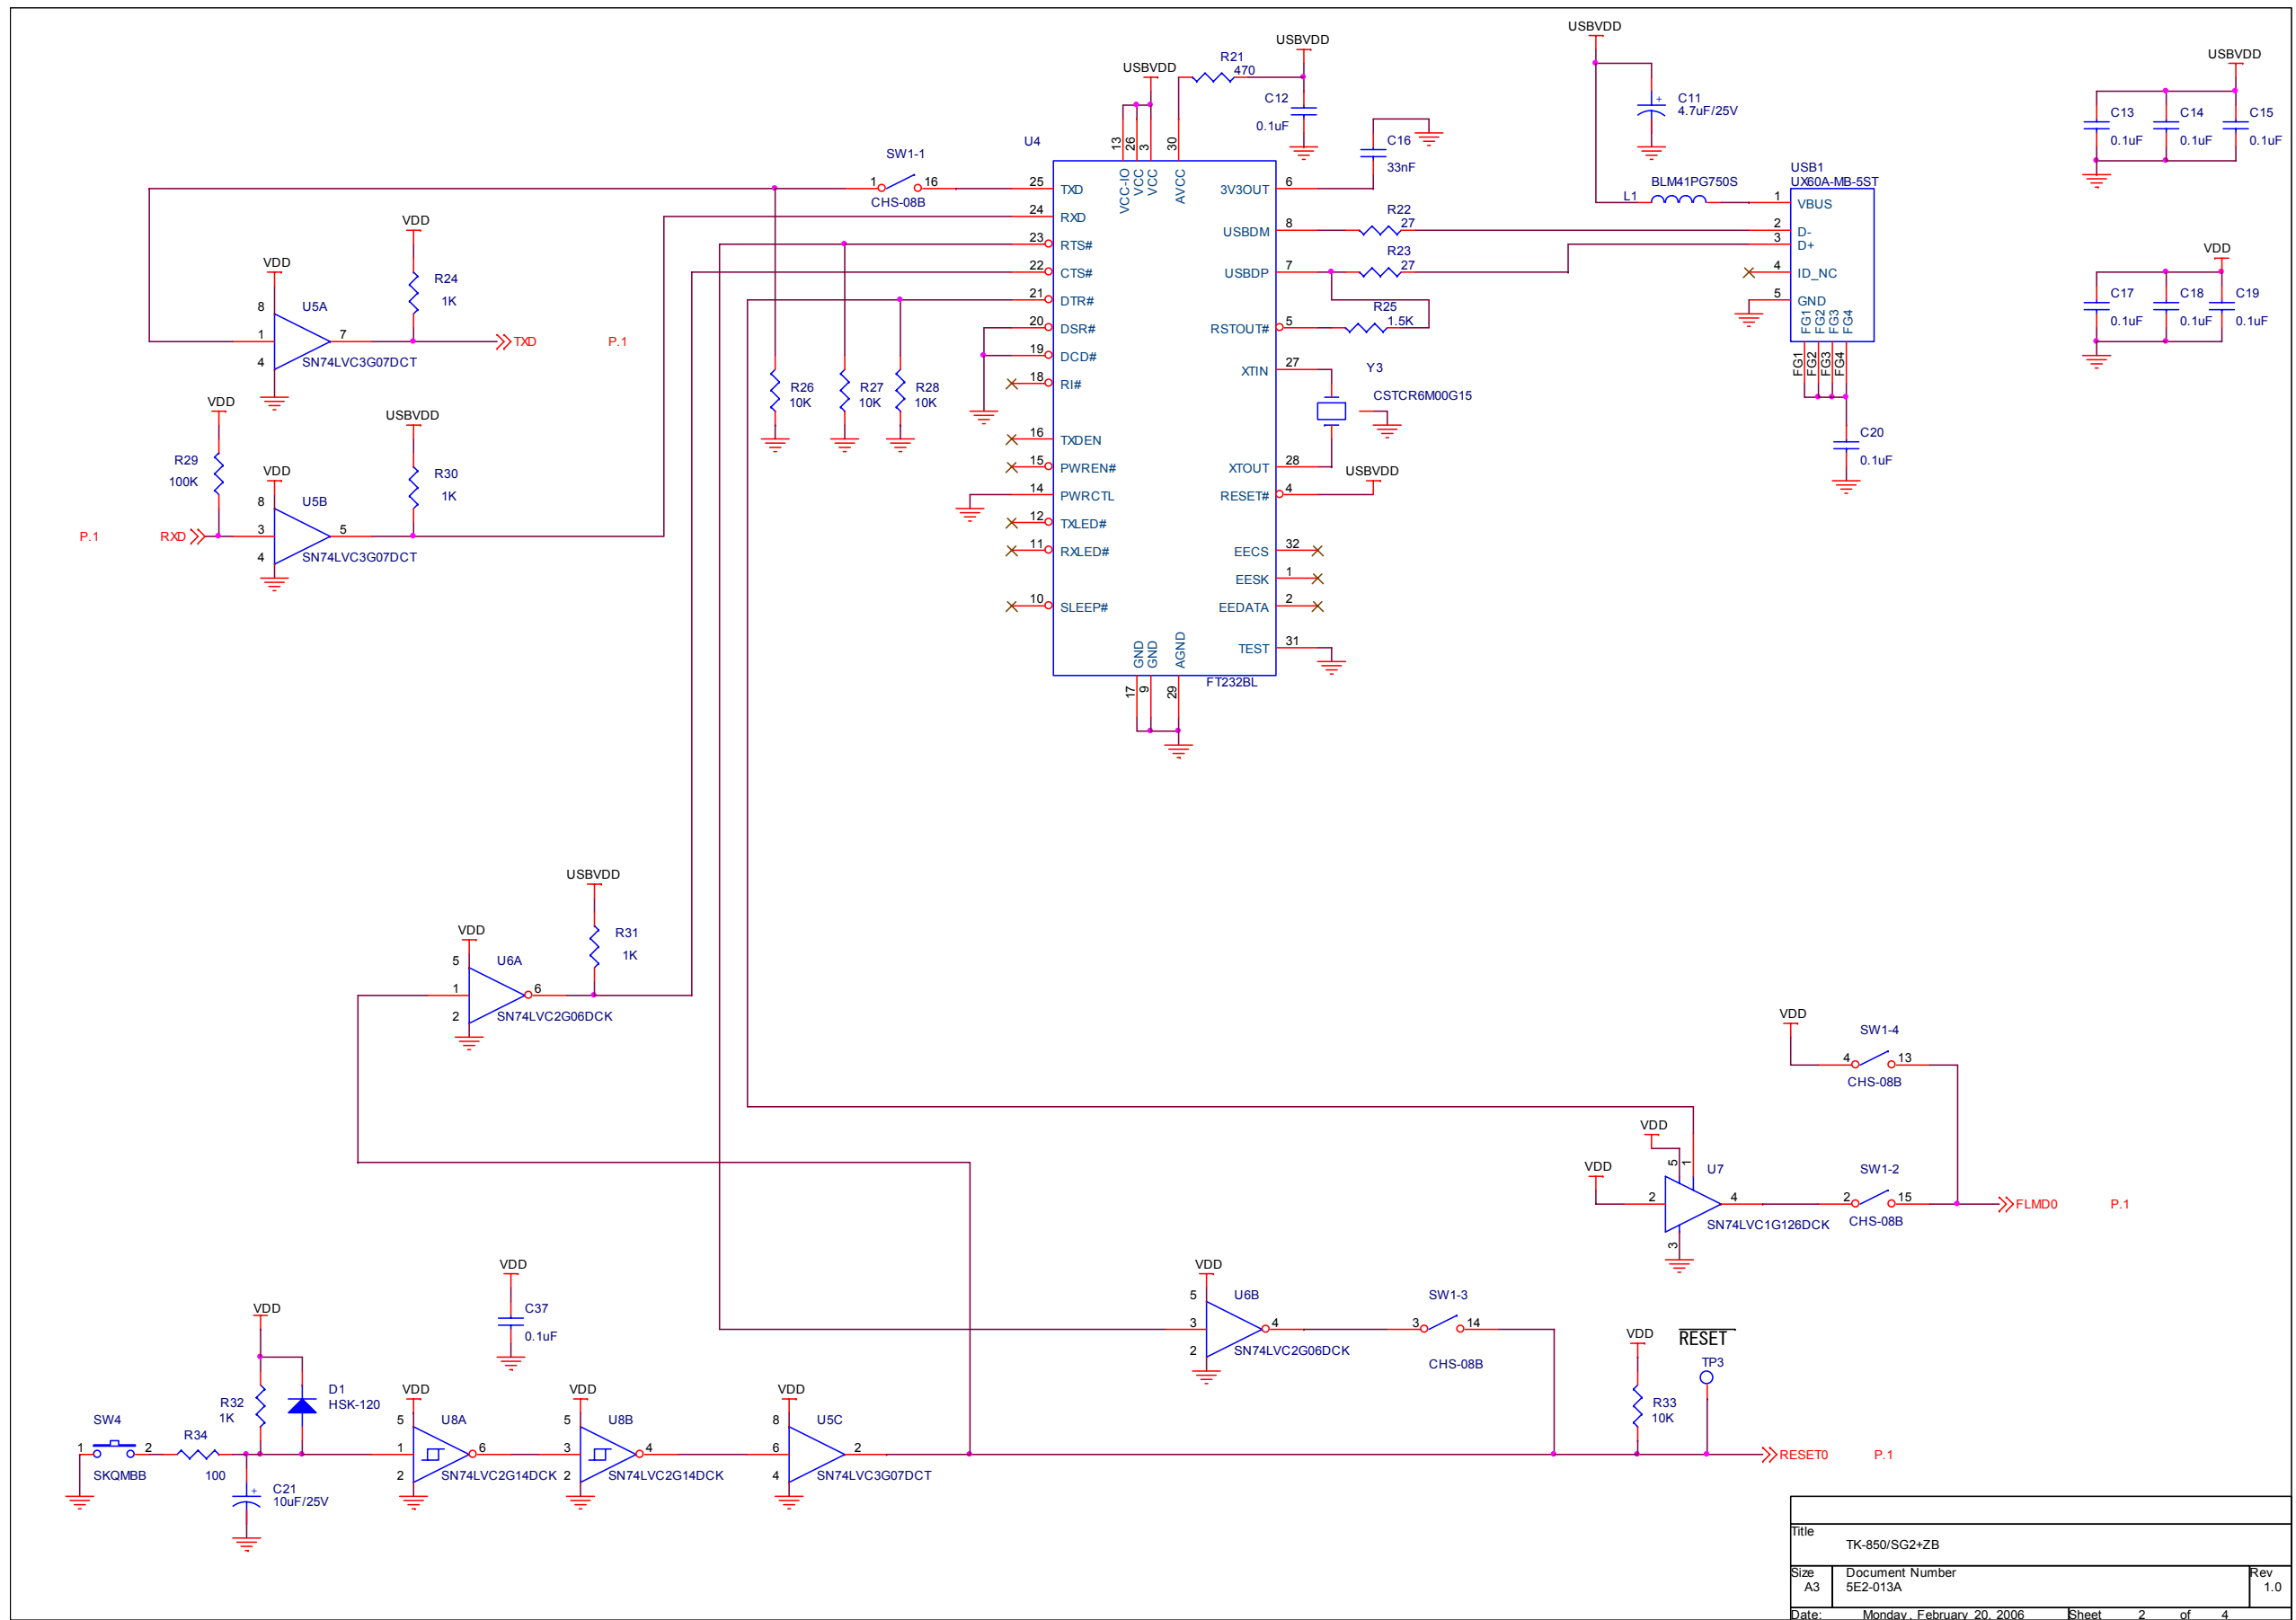 USBVDD
R21
470
USBVDD
C12
0.1uF
USBVDD
C11
4.7uF/25V
USBVDD
C13
0.1uF
C14
0.1uF
C15
0.1uF
C16
33nF
U4
13
26
3
30
VCC-IO
VCC
VCC
AVCC
SW1-1
1
16
CHS-08B
25
TXD
24
RXD
23
RTS#
22
CTS#
21
DTR#
20
DSR#
19
DCD#
18
RI#
16
TXDEN
15
PWREN#
14
PWRCTL
12
TXLED#
11
RXLED#
10
SLEEP#
3V3OUT
6
USBDM
8
USBDP
7
RSTOUT#
5
XTIN
27
XTOUT
28
RESET#
4
EECS
32
EESK
1
EEDATA
2
TEST
31
GND
GND
AGND
17
9
29
FT232BL
R22
27
R23
27
R25
1.5K
Y3
CSTCR6M00G15
USBVDD
L1
BLM41PG750S
USB1
UX60A-MB-5ST
1
VBUS
2
D-
3
D+
4
ID_NC
5
GND
FG1
FG2
FG3
FG4
FG1
FG2
FG3
FG4
C20
0.1uF
VDD
C17
0.1uF
C18
0.1uF
C19
0.1uF
VDD
R24
1K
VDD
8
U5A
1
7
4
SN74LVC3G07DCT
TXD
P.1
R26
10K
R27
10K
R28
10K
VDD
R29
100K
USBVDD
R30
1K
VDD
8
U5B
3
5
4
SN74LVC3G07DCT
P.1
RXD
USBVDD
R31
1K
VDD
5
U6A
1
6
2
SN74LVC2G06DCK
VDD
SW1-4
4
13
CHS-08B
VDD
5
1
U7
VDD
2
4
3
SN74LVC1G126DCK
SW1-2
2
15
CHS-08B
FLMD0
P.1
VDD
C37
0.1uF
VDD
5
U6B
3
4
2
SN74LVC2G06DCK
SW1-3
3
14
CHS-08B
VDD
R33
10K
RESET
TP3
VDD
R32
1K
D1
HSK-120
SW4
1
2
SKQMBB
R34
100
C21
10uF/25V
VDD
5
U8A
1
6
2
SN74LVC2G14DCK
VDD
5
U8B
3
4
2
SN74LVC2G14DCK
VDD
8
U5C
6
2
4
SN74LVC3G07DCT
RESET0
P.1
Title
TK-850/SG2+ZB
Size
A3
Document Number
5E2-013A
Rev
1.0
Date:
Monday, February 20, 2006
Sheet
2
of
4